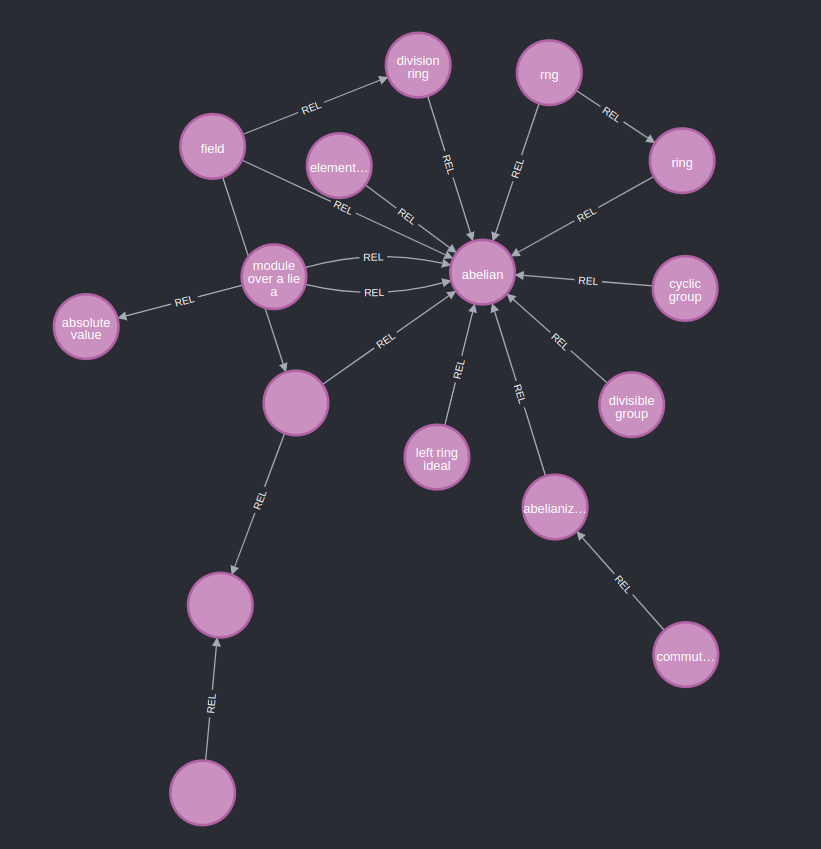 division
ring
rng
REL
REL
field
element…
REL
REL
ring
REL
REL
REL
module
over a lie
a
REL
abelian
REL
cyclic
group
REL
REL
absolute
value
REL
REL
REL
REL
divisible
group
left ring
ideal
REL
abelianiz…
REL
REL
commut…
REL